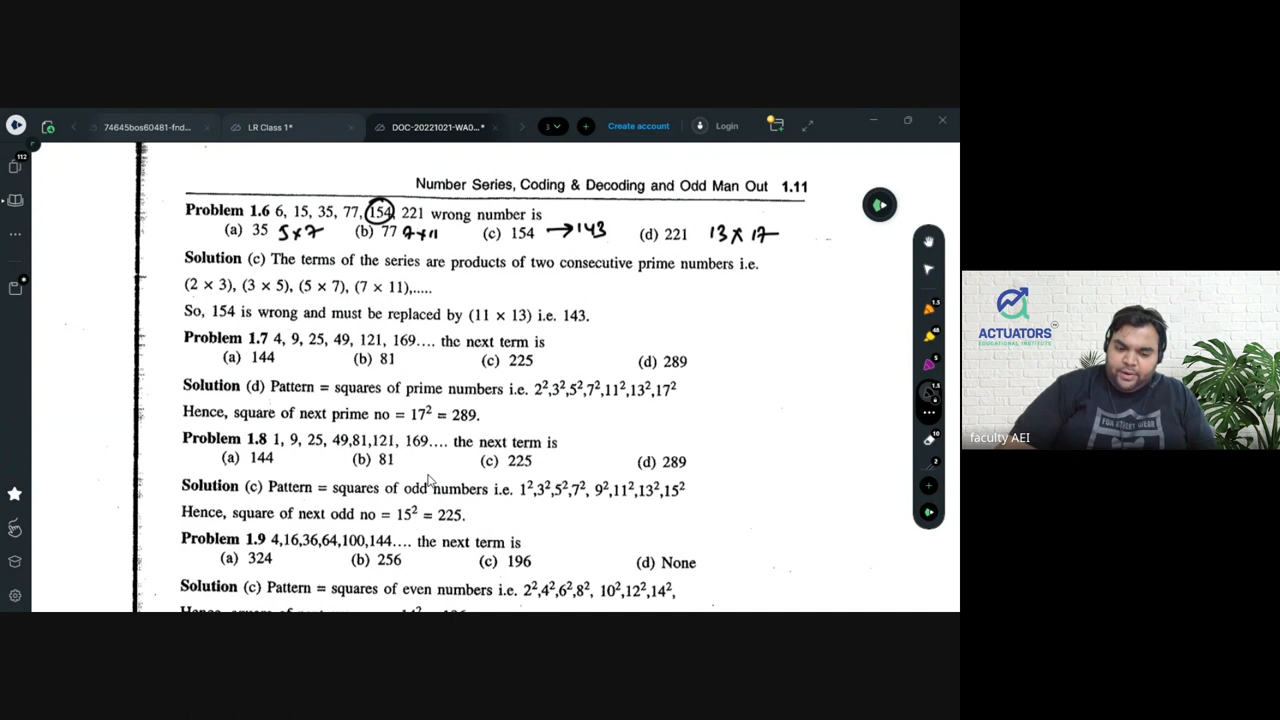 74645bos60481-fnd...
LR Class 1*
DOC-20221021-WA0...*
3
Create account
Login
112
Number Series, Coding & Decoding and Odd Man Out 1.11
Problem 1.6 6, 15, 35, 77, 154, 221 wrong number is
(a) 35 5×7 (b) 77 7×11 (c) 154 →143 (d) 221 13×17
Solution (c) The terms of the series are products of two consecutive prime numbers i.e.
(2 × 3), (3 × 5), (5 × 7), (7 × 11),.....
So, 154 is wrong and must be replaced by (11 × 13) i.e. 143.
Problem 1.7 4, 9, 25, 49, 121, 169.... the next term is
(a) 144 (b) 81 (c) 225 (d) 289
Solution (d) Pattern = squares of prime numbers i.e. 2²,3²,5²,7²,11²,13²,17²
Hence, square of next prime no = 17² = 289.
Problem 1.8 1, 9, 25, 49,81,121, 169.... the next term is
(a) 144 (b) 81 (c) 225 (d) 289
Solution (c) Pattern = squares of odd numbers i.e. 1²,3²,5²,7², 9²,11²,13²,15²
Hence, square of next odd no = 15² = 225.
Problem 1.9 4,16,36,64,100,144.... the next term is
(a) 324 (b) 256 (c) 196 (d) None
Solution (c) Pattern = squares of even numbers i.e. 2²,4²,6²,8², 10²,12²,14²,
ACTUATORS
EDUCATIONAL INSTITUTE
faculty AEI